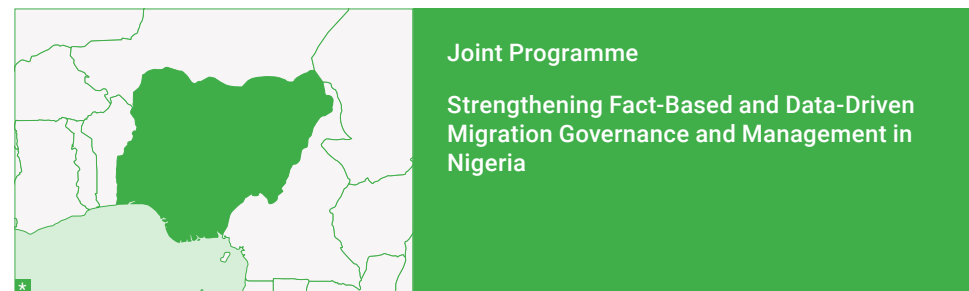 Joint Programme
Strengthening Fact-Based and Data-Driven
Migration Governance and Management in
Nigeria
*